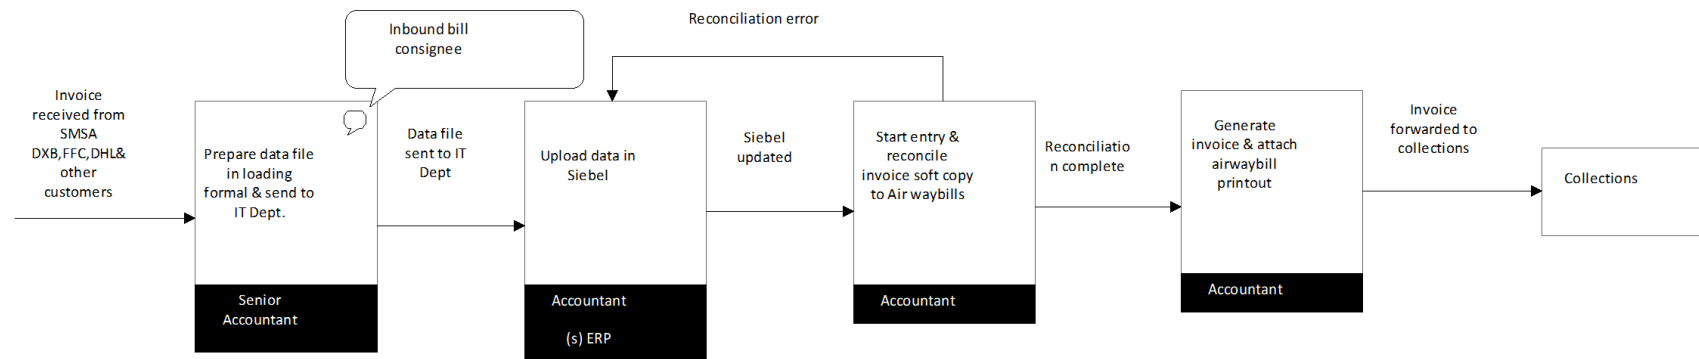 Reconciliation error
Inbound bill
consignee
Invoice
received from
SMSA
DXB,FFC,DHL&
other
customers
Prepare data file
in loading
formal & send to
IT Dept.
Senior
Accountant
Data file
sent to IT
Dept
Upload data in
Siebel
Accountant
(s) ERP
Siebel
updated
Start entry &
reconcile
invoice soft copy
to Air waybills
Accountant
Reconciliatio
n complete
Generate
invoice & attach
airwaybill
printout
Accountant
Invoice
forwarded to
collections
Collections